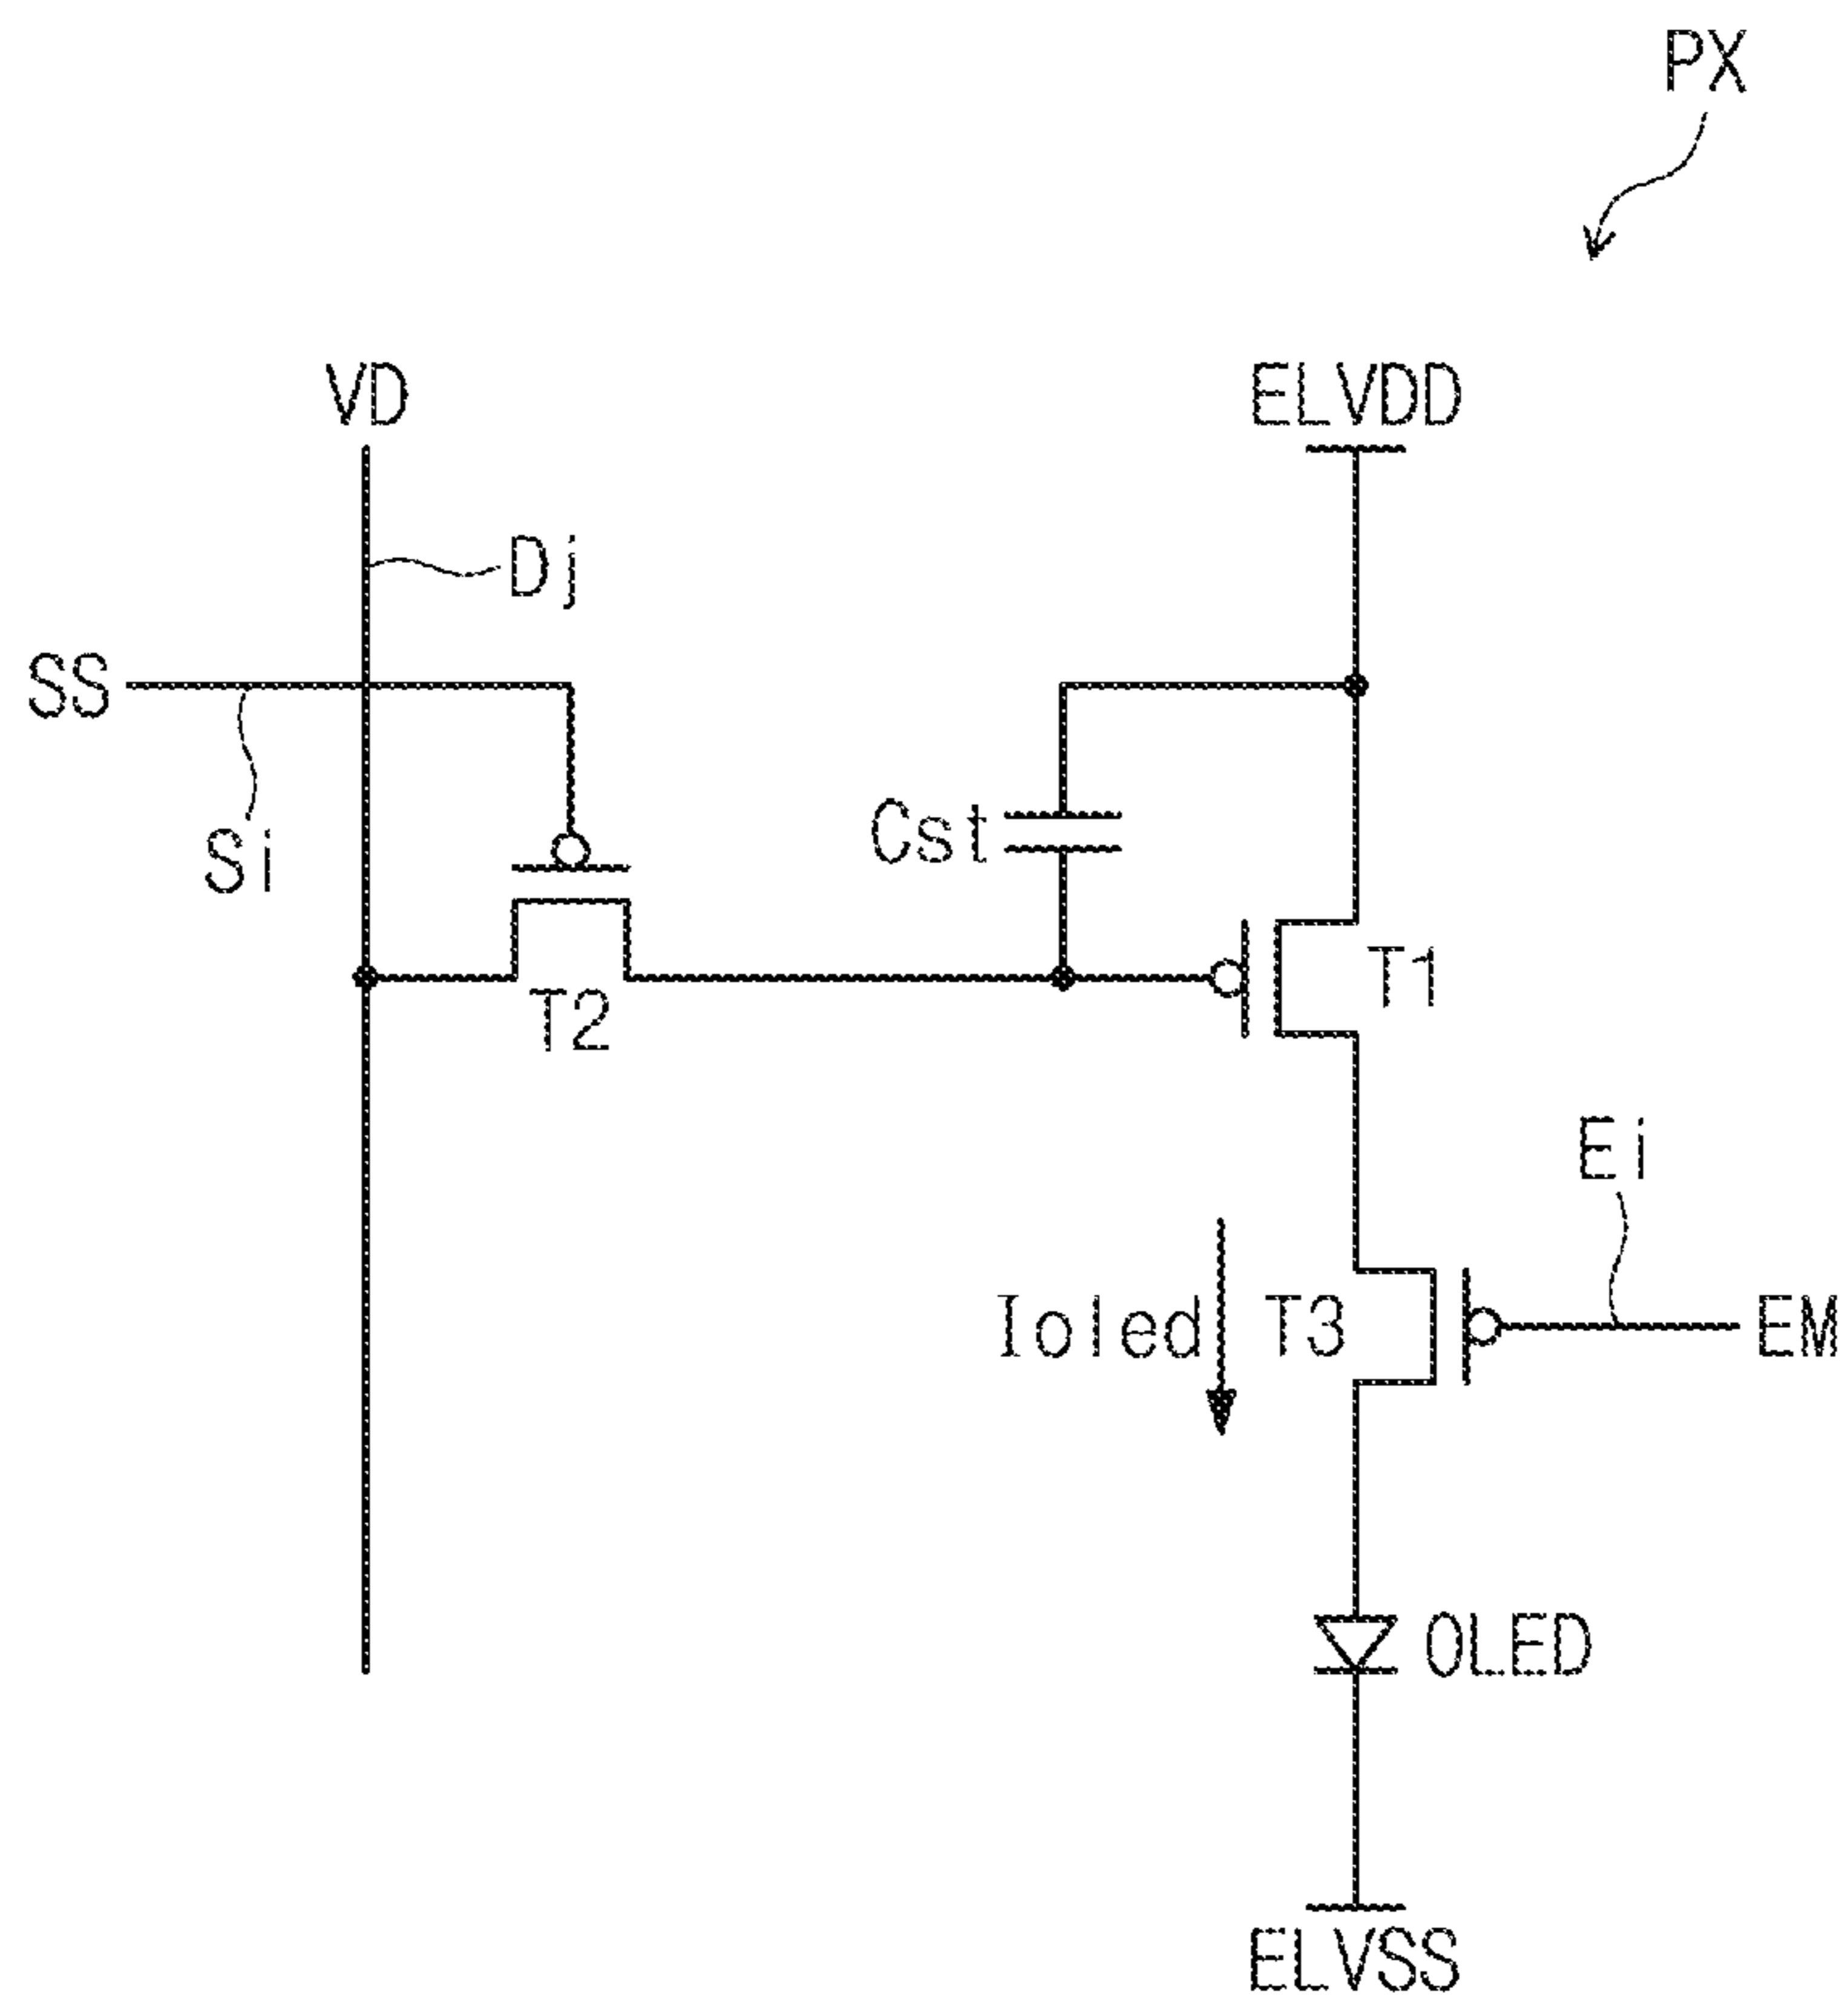 PX
VD
ELVDD
Dj
SS
Si
Cst
T1
T2
Ei
Ioled
T3
EM
OLED
ELVSS